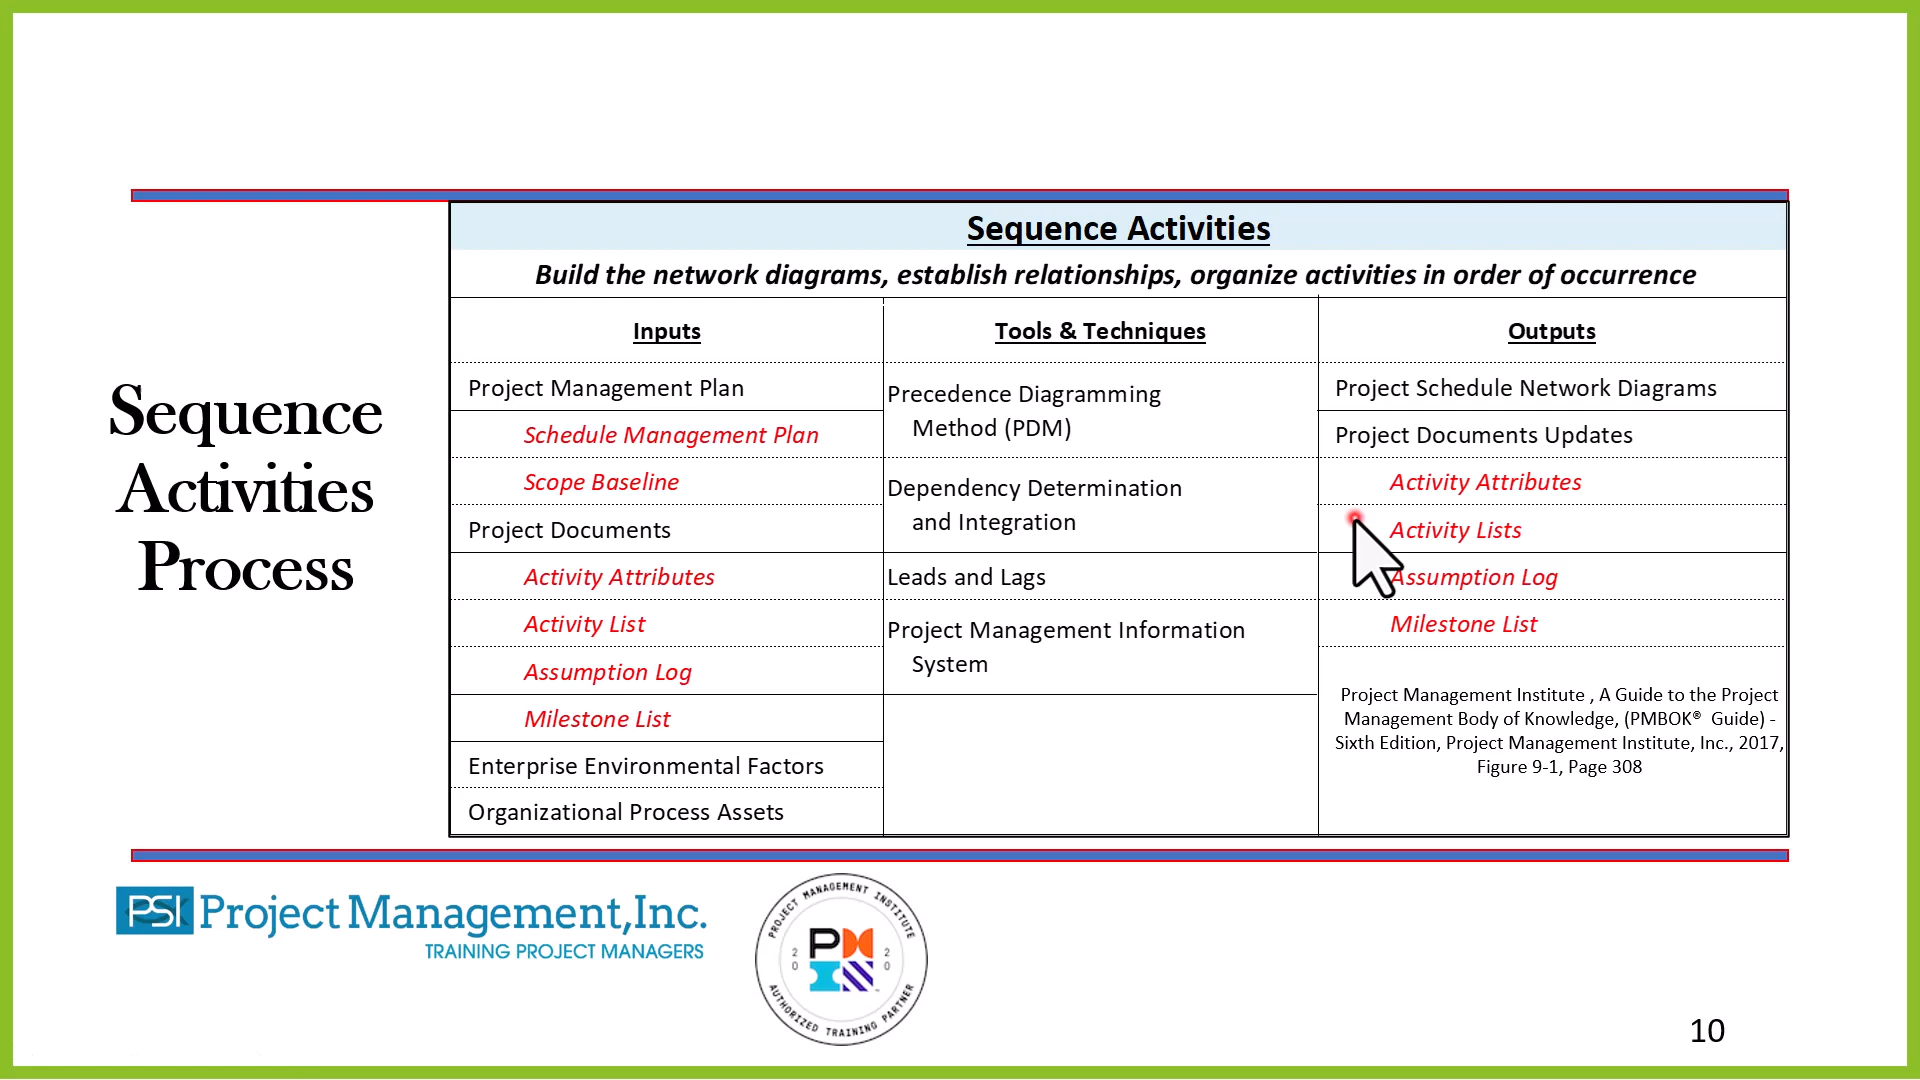 Sequence Activities
Build the network diagrams, establish relationships, organize activities in order of occurrence
Sequence
Activities
Process
Inputs
Project Management Plan
Schedule Management Plan
Scope Baseline
Project Documents
Activity Attributes
Activity List
Assumption Log
Milestone List
Enterprise Environmental Factors
Organizational Process Assets
Tools & Techniques
Precedence Diagramming
Method (PDM)
Dependency Determination
and Integration
Leads and Lags
Project Management Information
System
Outputs
Project Schedule Network Diagrams
Project Documents Updates
Activity Attributes
Activity Lists
Assumption Log
Milestone List
Project Management Institute , A Guide to the Project
Management Body of Knowledge, (PMBOK® Guide) -
Sixth Edition, Project Management Institute, Inc., 2017,
Figure 9-1, Page 308
PSI Project Management,Inc.
TRAINING PROJECT MANAGERS
PROJECT MANAGEMENT INSTITUTE
2020
PMI
AUTHORIZED TRAINING PARTNER
10